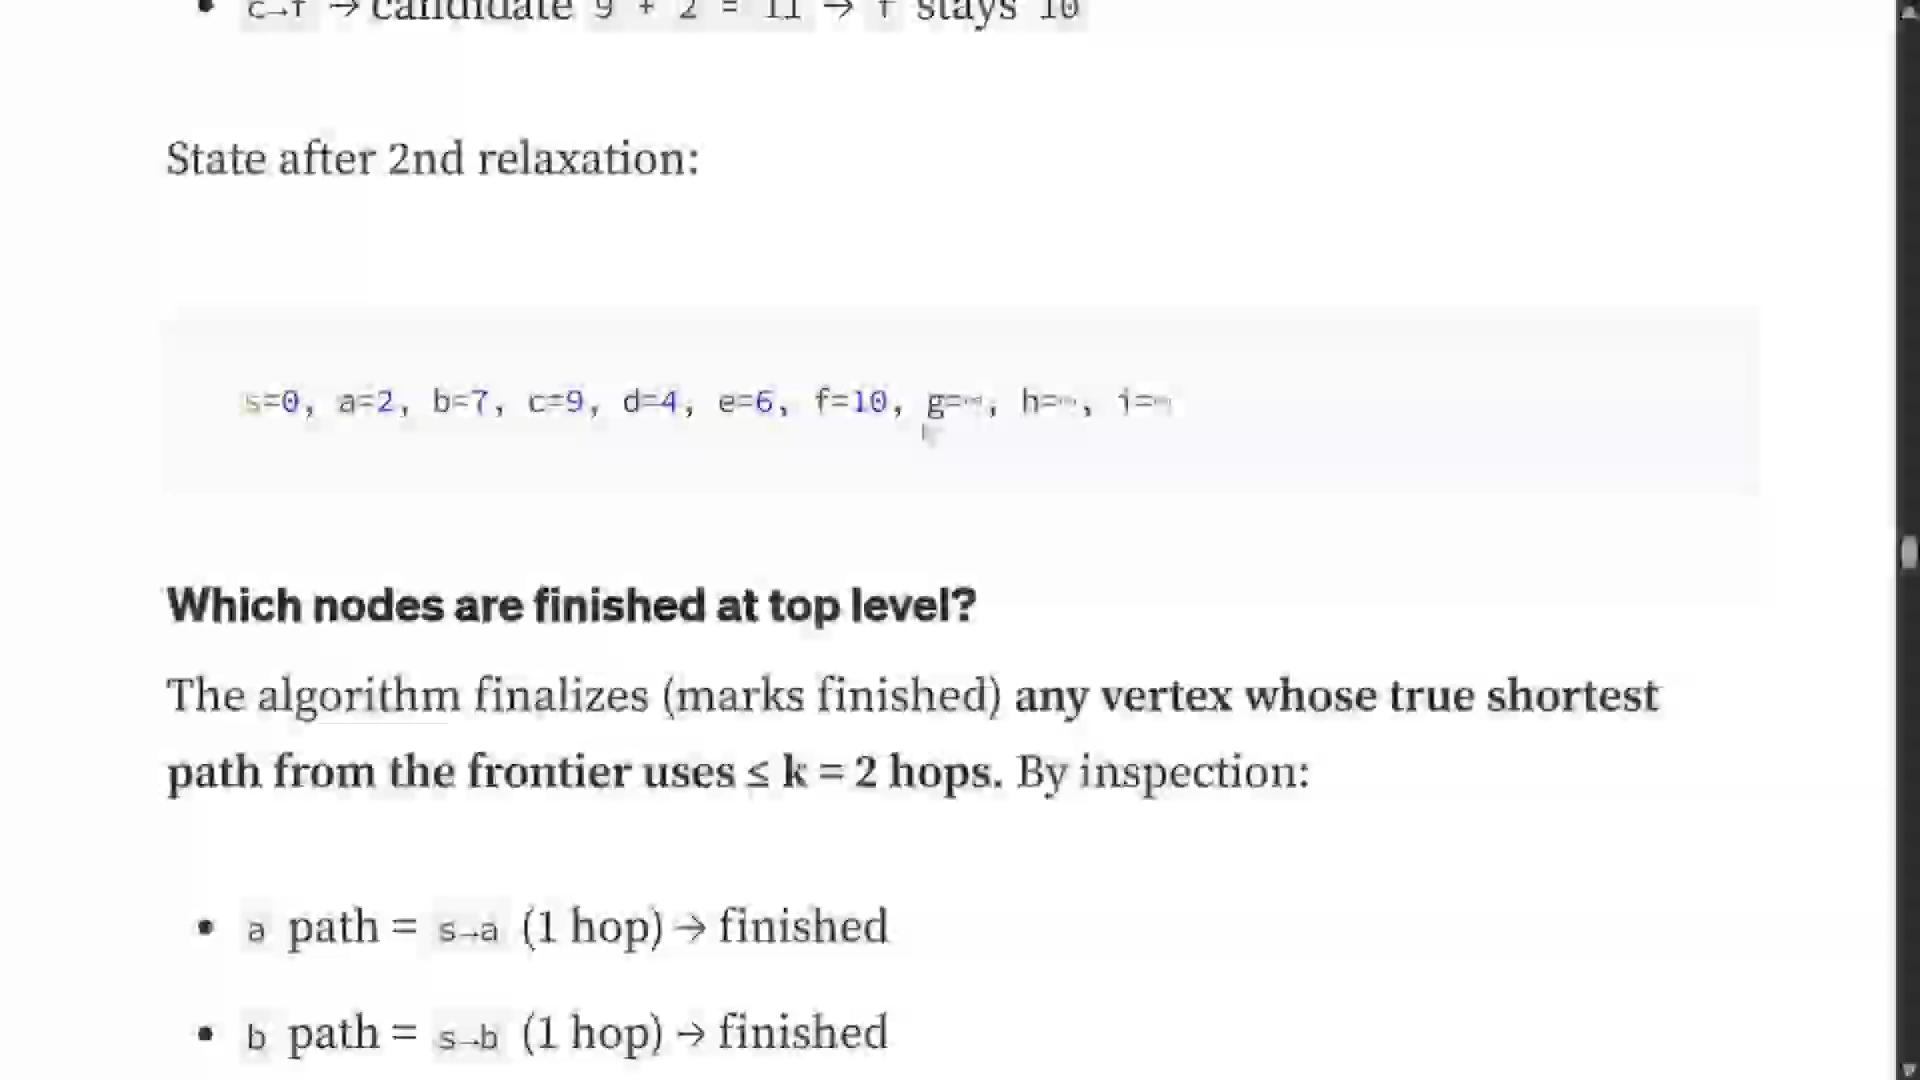 c→f → candidate 9 + 2 = 11 → f stays 10
State after 2nd relaxation:
s=0, a=2, b=7, c=9, d=4, e=6, f=10, g=∞, h=∞, i=∞
Which nodes are finished at top level?
The algorithm finalizes (marks finished) any vertex whose true shortest
path from the frontier uses ≤ k = 2 hops. By inspection:
• a path = s→a (1 hop) → finished
• b path = s→b (1 hop) → finished